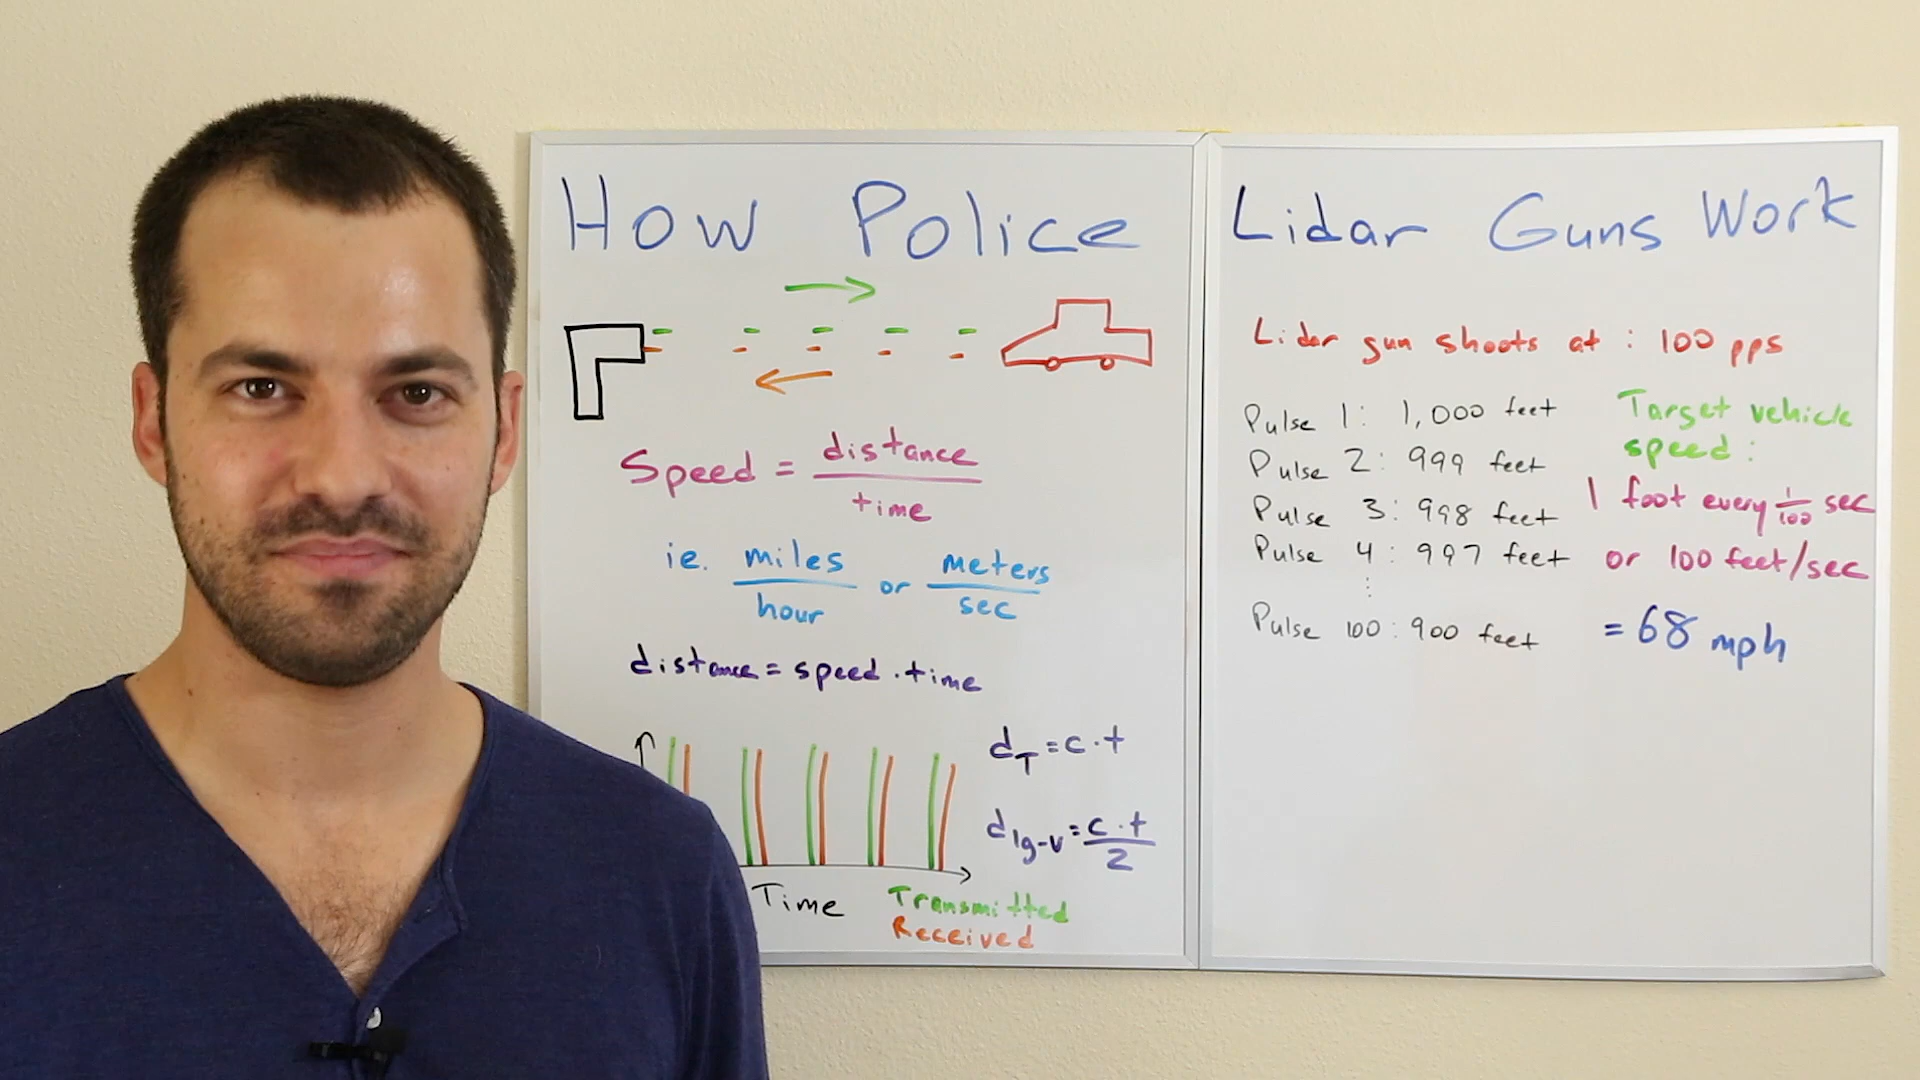 How Police Lidar Guns Work
Speed = distance / time
ie. miles / hour or meters / sec
distance = speed . time
d_T = c . t
d_lg-v = c . t / 2
Time
Transmitted
Received
Lidar gun shoots at : 100 pps
Pulse 1 : 1,000 feet
Pulse 2 : 999 feet
Pulse 3 : 998 feet
Pulse 4 : 997 feet
⋮
Pulse 100 : 900 feet
Target vehicle
speed :
1 foot every 1/100 sec
or 100 feet/sec
= 68 mph